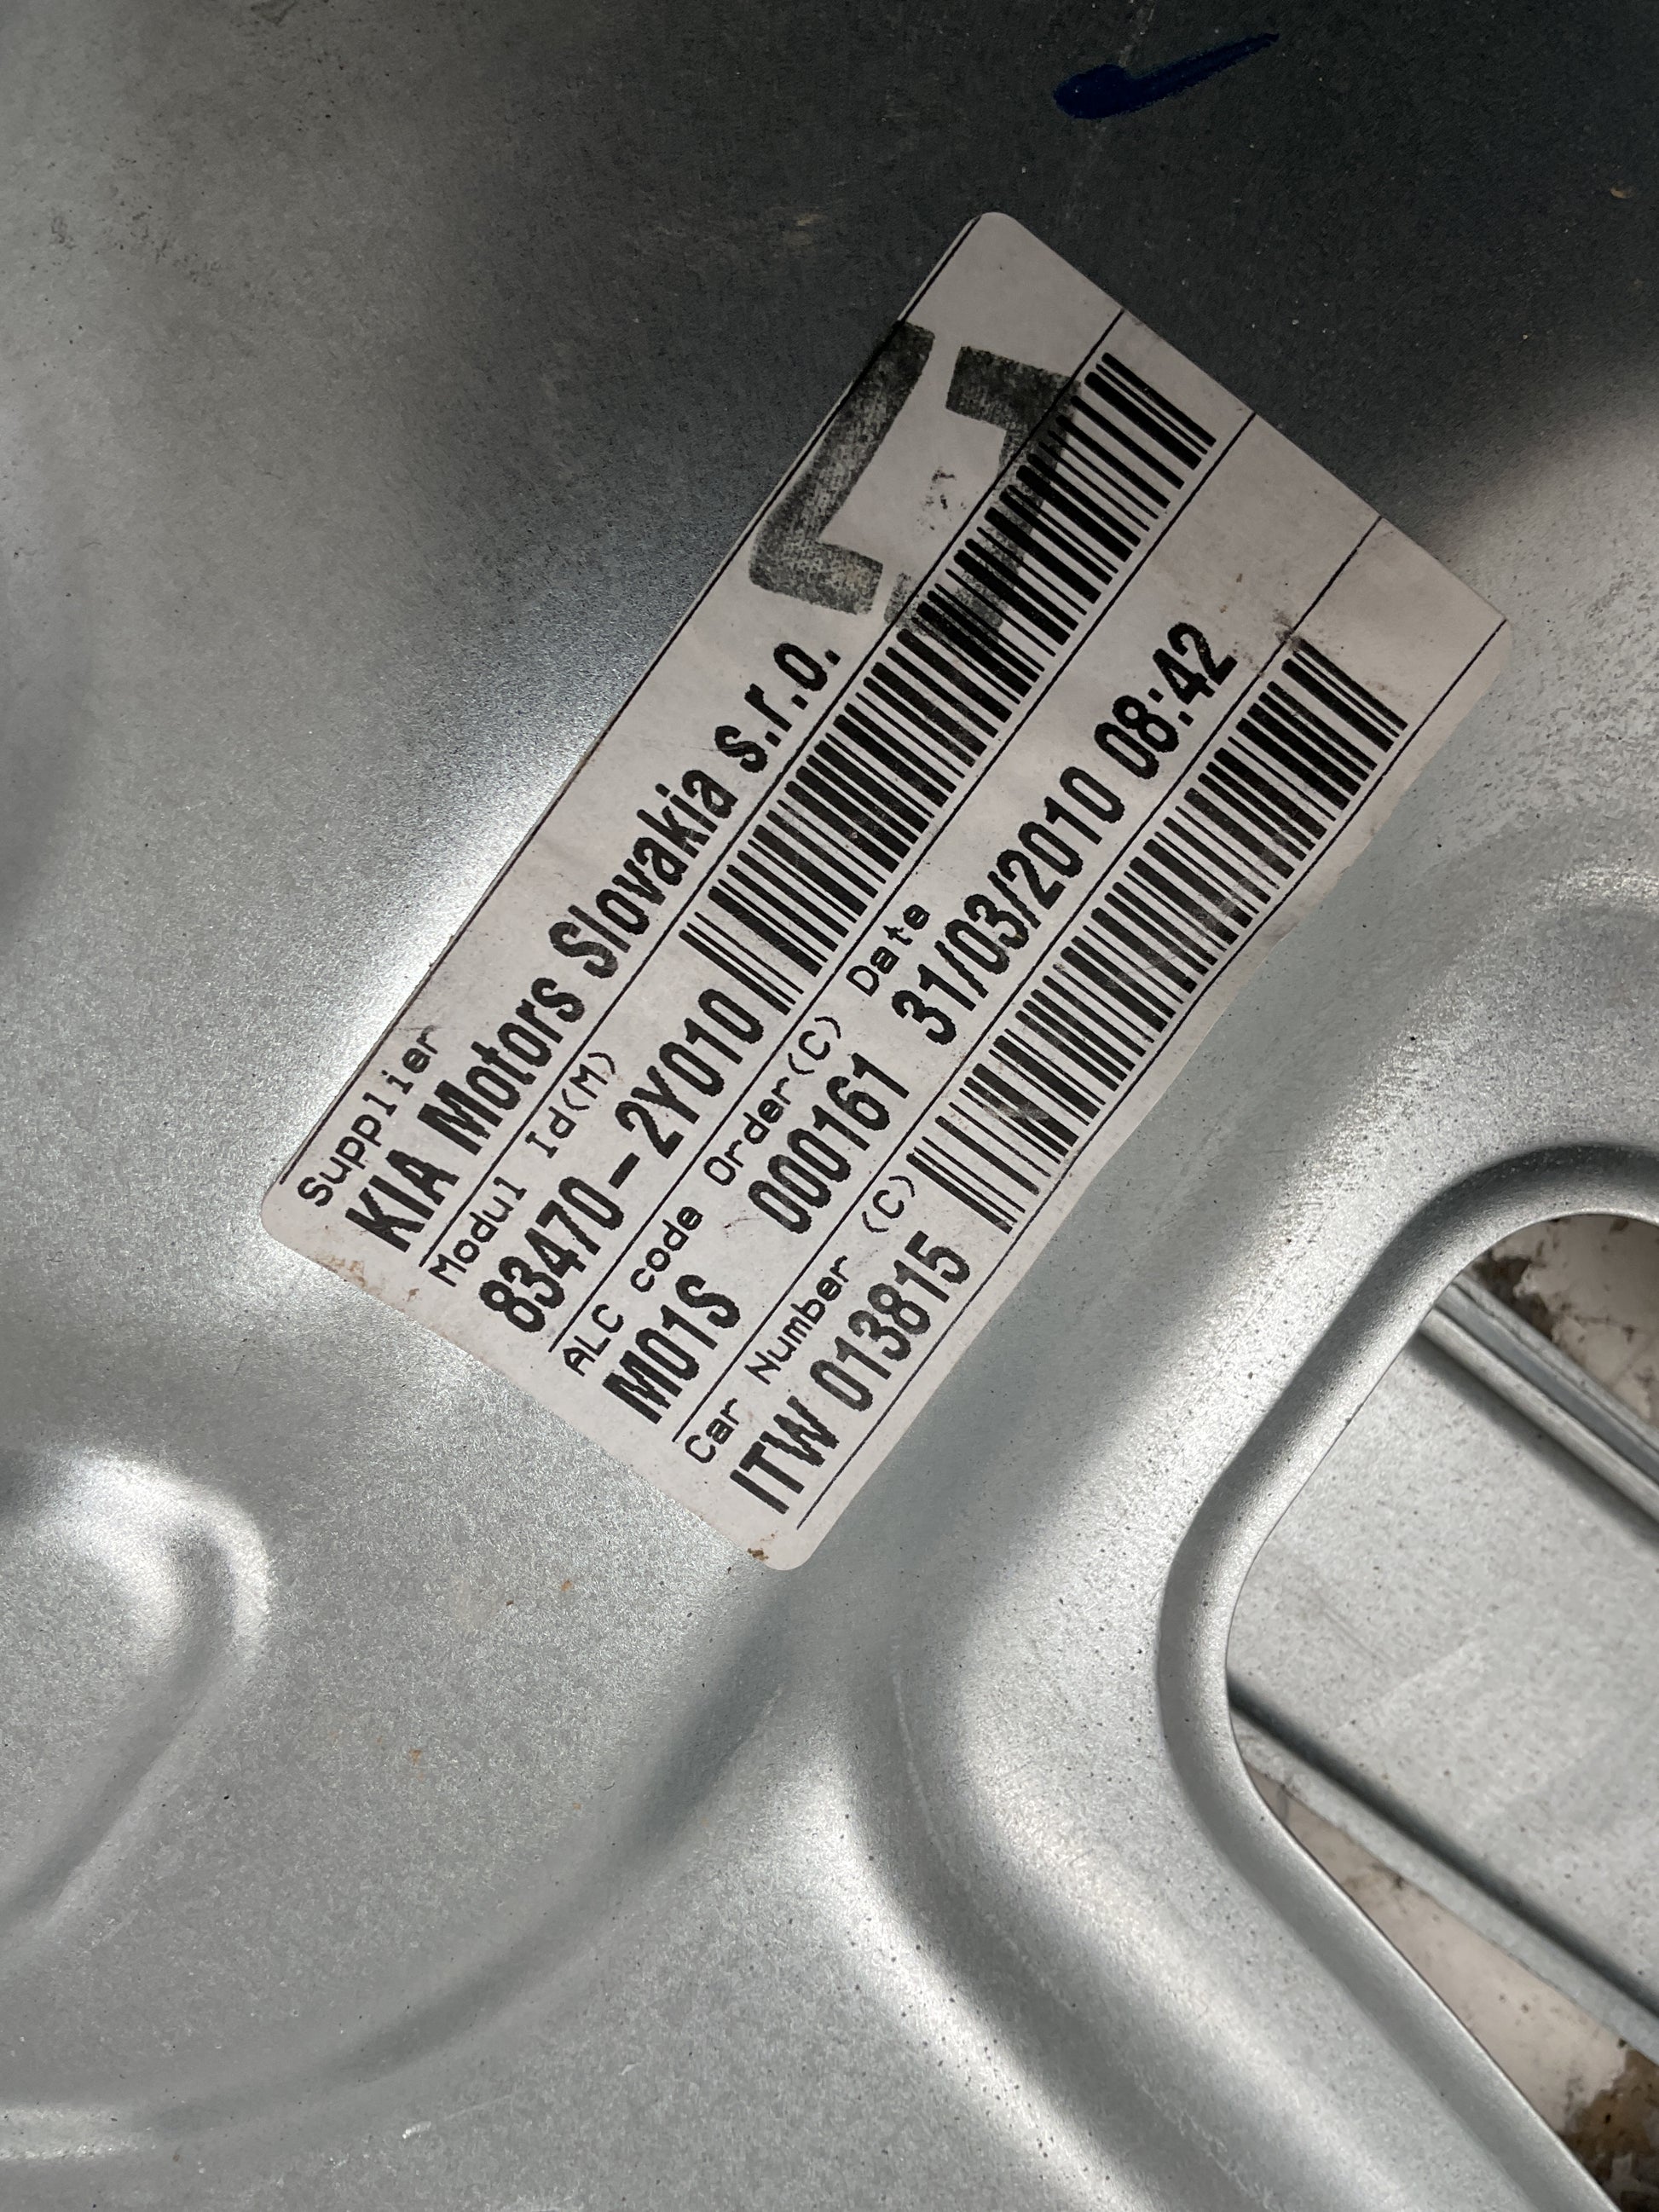 Supplier
KIA Motors Slovakia s.r.o.
Modul Id(M)
83470-2Y010
ALC code Order(C) Date
M01S 000161 31/03/2010 08:42
Car Number (C)
ITW 013815